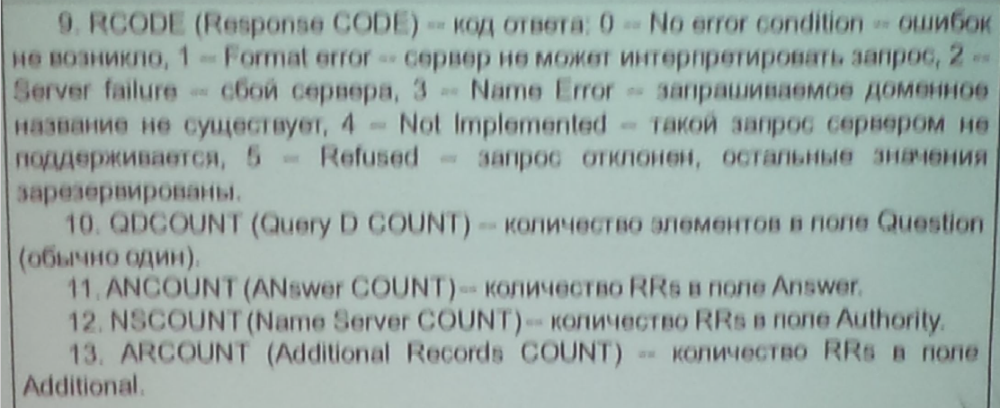 9. RCODE (Response CODE) – код ответа: 0 – No error condition – ошибок
не возникло, 1 – Format error – сервер не может интерпретировать запрос, 2 –
Server failure – сбой сервера, 3 – Name Error – запрашиваемое доменное
название не существует, 4 – Not Implemented – такой запрос сервером не
поддерживается, 5 – Refused – запрос отклонен, остальные значения
зарезервированы.
10. QDCOUNT (Query D COUNT) – количество элементов в поле Question
(обычно один).
11. ANCOUNT (ANswer COUNT) – количество RRs в поле Answer.
12. NSCOUNT (Name Server COUNT) – количество RRs в поле Authority.
13. ARCOUNT (Additional Records COUNT) – количество RRs в поле
Additional.